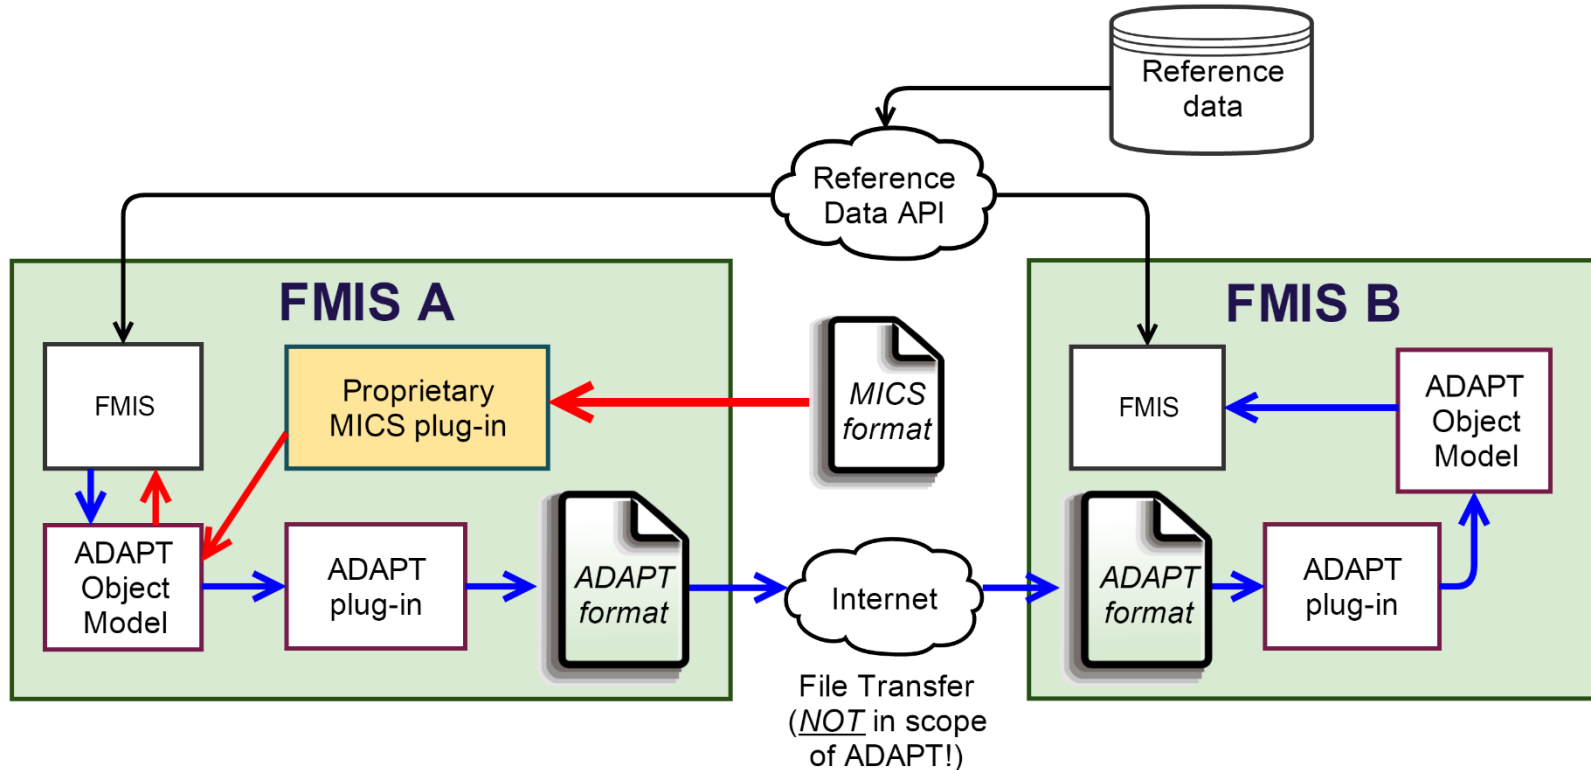 Reference
data
Reference
Data API
FMIS A
FMIS
Proprietary
MICS plug-in
MICS
format
ADAPT
Object
Model
ADAPT
plug-in
ADAPT
format
Internet
File Transfer
(NOT in scope
of ADAPT!)
FMIS B
FMIS
ADAPT
Object
Model
ADAPT
format
ADAPT
plug-in